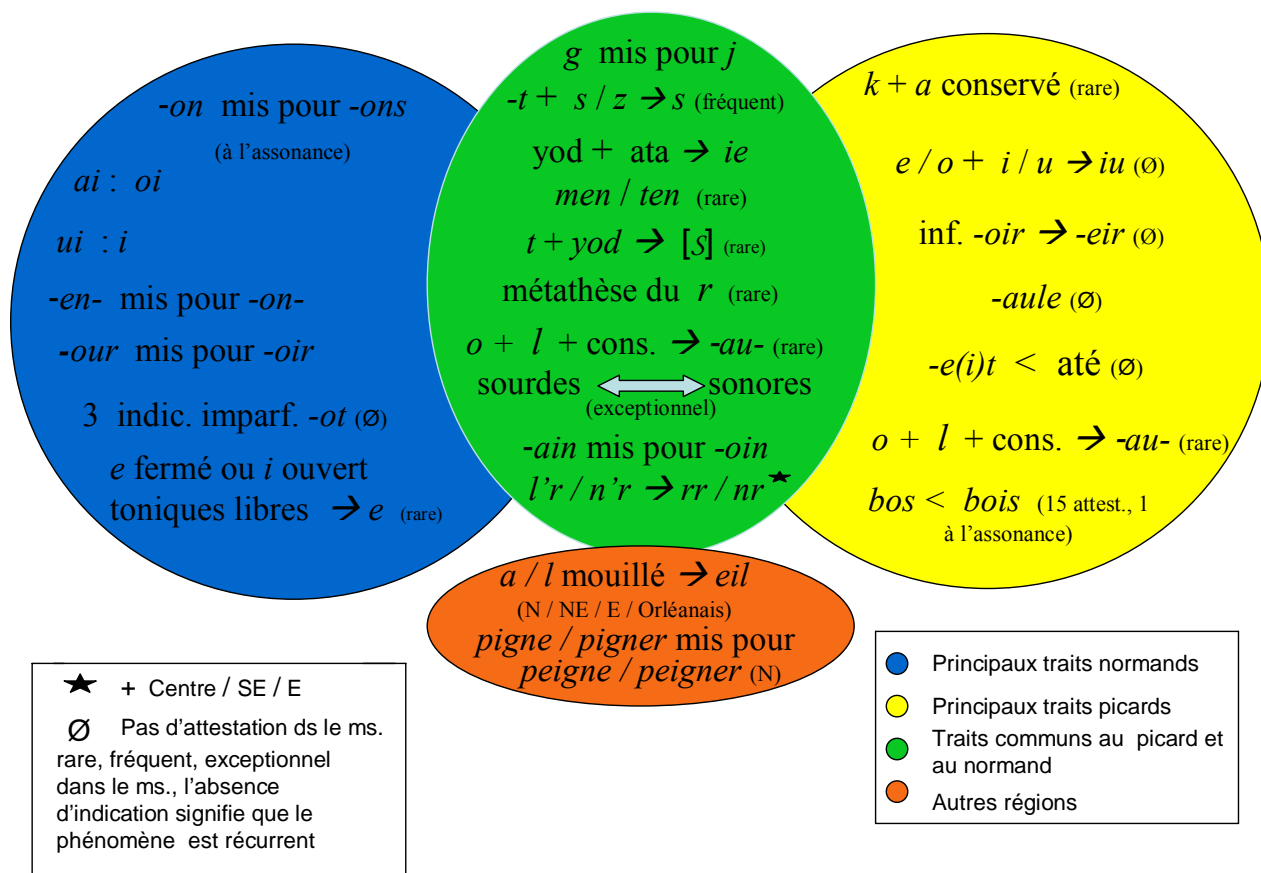 -on mis pour -ons
(à l'assonance)
ai : oi
ui : i
-en- mis pour -on-
-our mis pour -oir
3 indic. imparf. -ot (Ø)
e fermé ou i ouvert
toniques libres → e (rare)
g mis pour j
-t + s / z → s (fréquent)
yod + ata → ie
men / ten (rare)
t + yod → [S] (rare)
métathèse du r (rare)
o + l + cons. → -au- (rare)
sourdes ⟺ sonores
(exceptionnel)
-ain mis pour -oin
l'r / n'r → rr / nr ★
k + a conservé (rare)
e / o + i / u → iu (Ø)
inf. -oir → -eir (Ø)
-aule (Ø)
-e(i)t < até (Ø)
o + l + cons. → -au- (rare)
bos < bois (15 attest., 1
à l'assonance)
a / l mouillé → eil
(N / NE / E / Orléanais)
pigne / pigner mis pour
peigne / peigner (N)
★ + Centre / SE / E
Ø Pas d'attestation ds le ms.
rare, fréquent, exceptionnel
dans le ms., l'absence
d'indication signifie que le
phénomène est récurrent
Principaux traits normands
Principaux traits picards
Traits communs au picard et
au normand
Autres régions